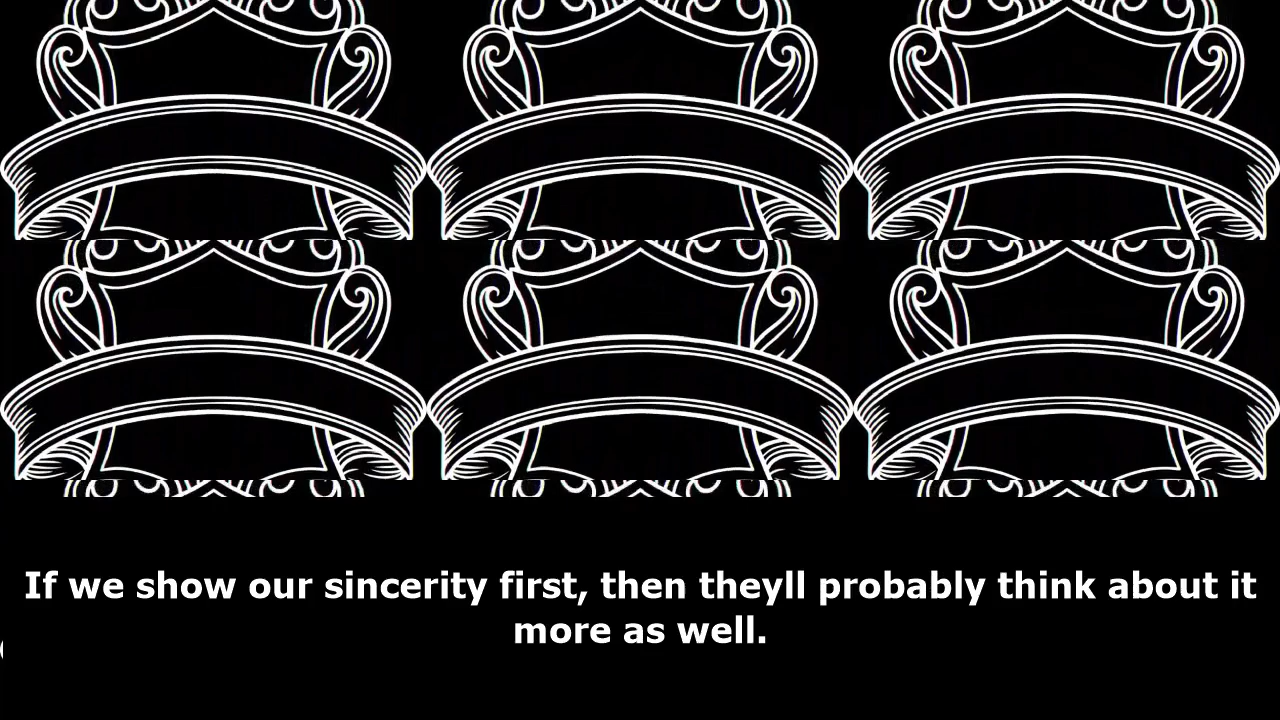 If we show our sincerity first, then theyll probably think about it
more as well.